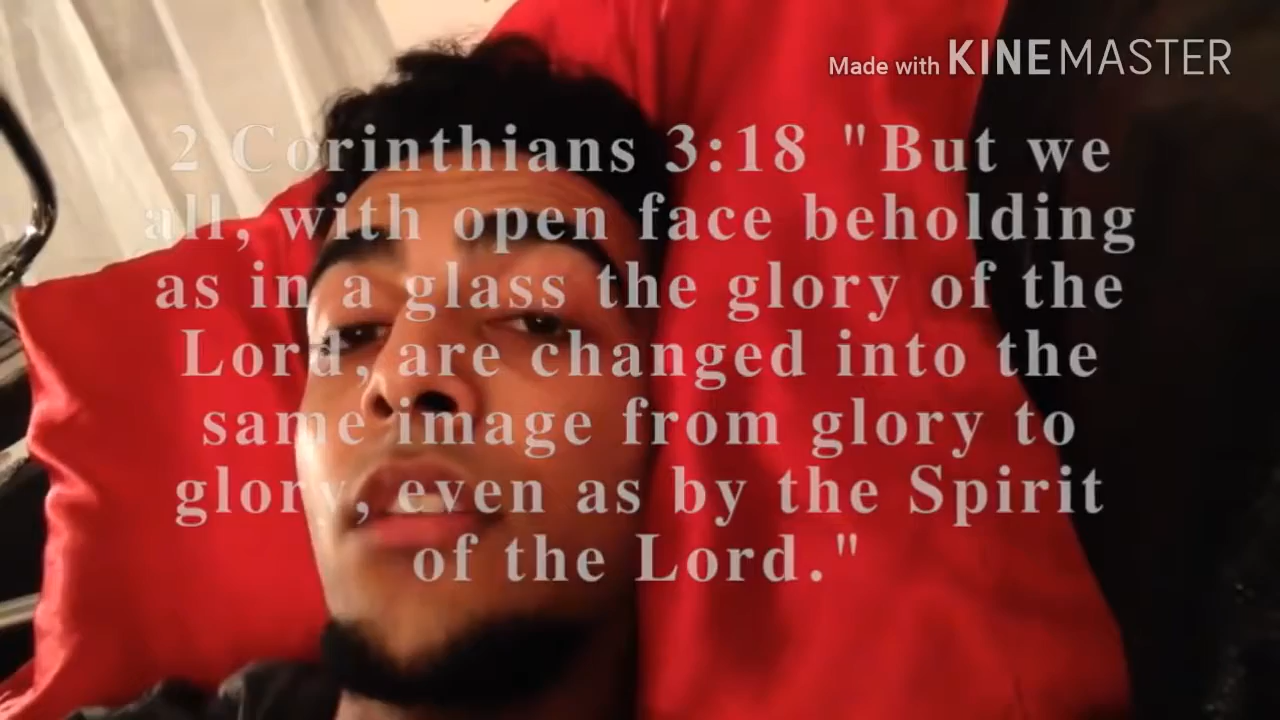 Made with KINEMASTER
2 Corinthians 3:18 "But we
all, with open face beholding
as in a glass the glory of the
Lord, are changed into the
same image from glory to
glory, even as by the Spirit
of the Lord."